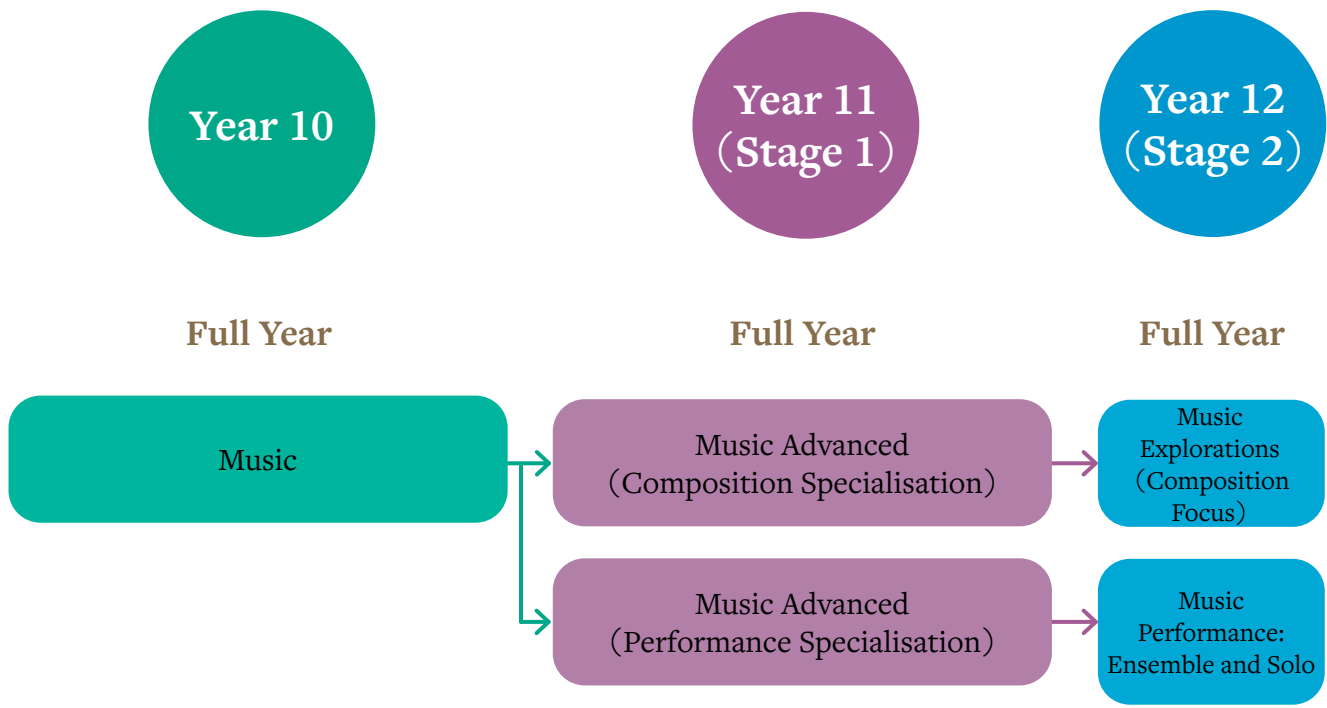 Year 10
Year 11
(Stage 1)
Year 12
(Stage 2)
Full Year
Full Year
Full Year
Music
Music Advanced
(Composition Specialisation)
Music
Explorations
(Composition
Focus)
Music Advanced
(Performance Specialisation)
Music
Performance:
Ensemble and Solo